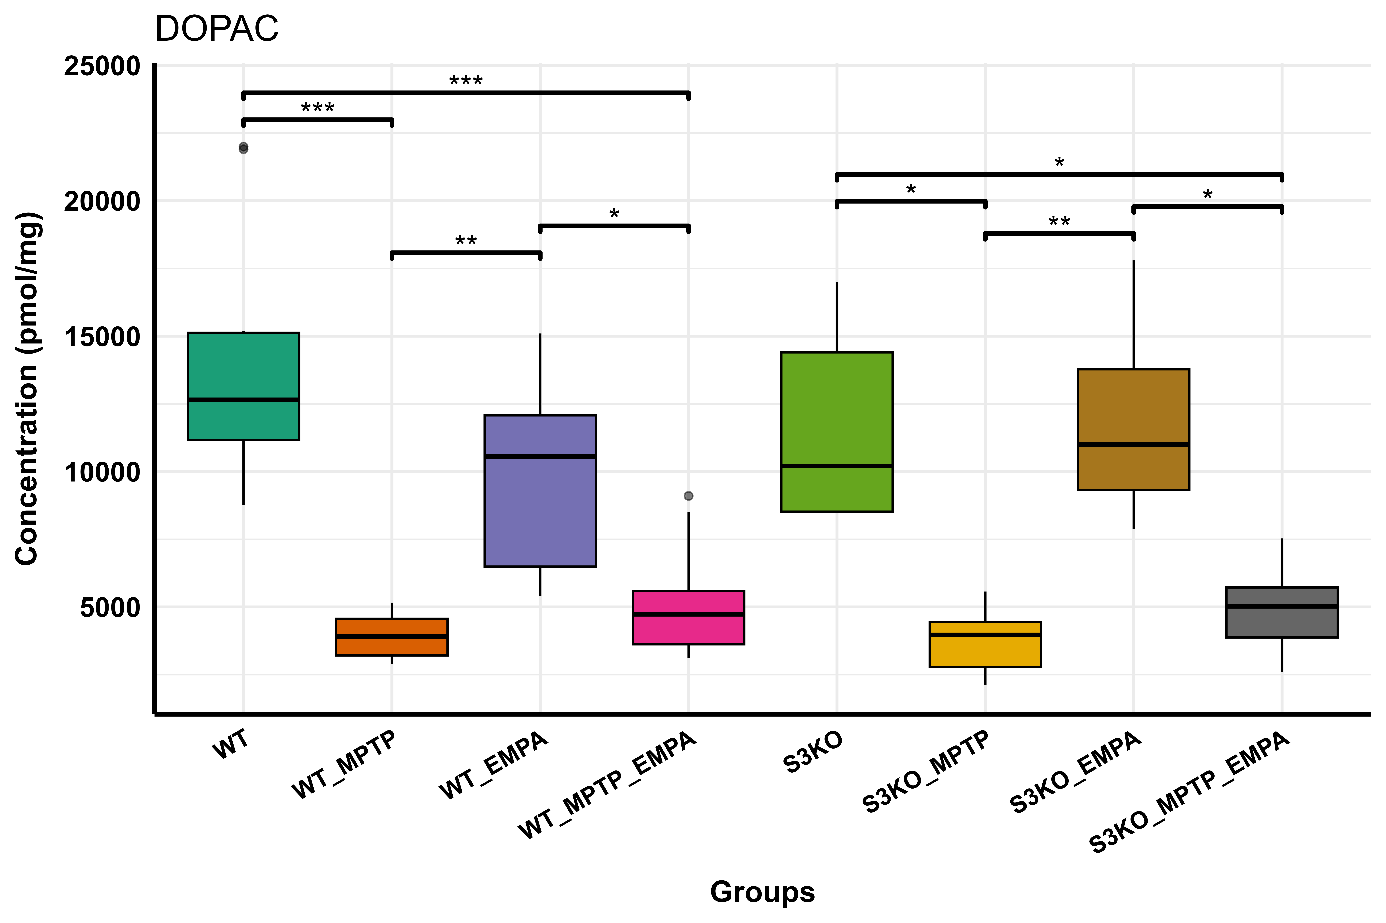 DOPAC
25000
20000
15000
10000
5000
Concentration (pmol/mg)
***
***
**
*
*
*
**
*
WT
WT_MPTP
WT_EMPA
WT_MPTP_EMPA
S3KO
S3KO_MPTP
S3KO_EMPA
S3KO_MPTP_EMPA
Groups